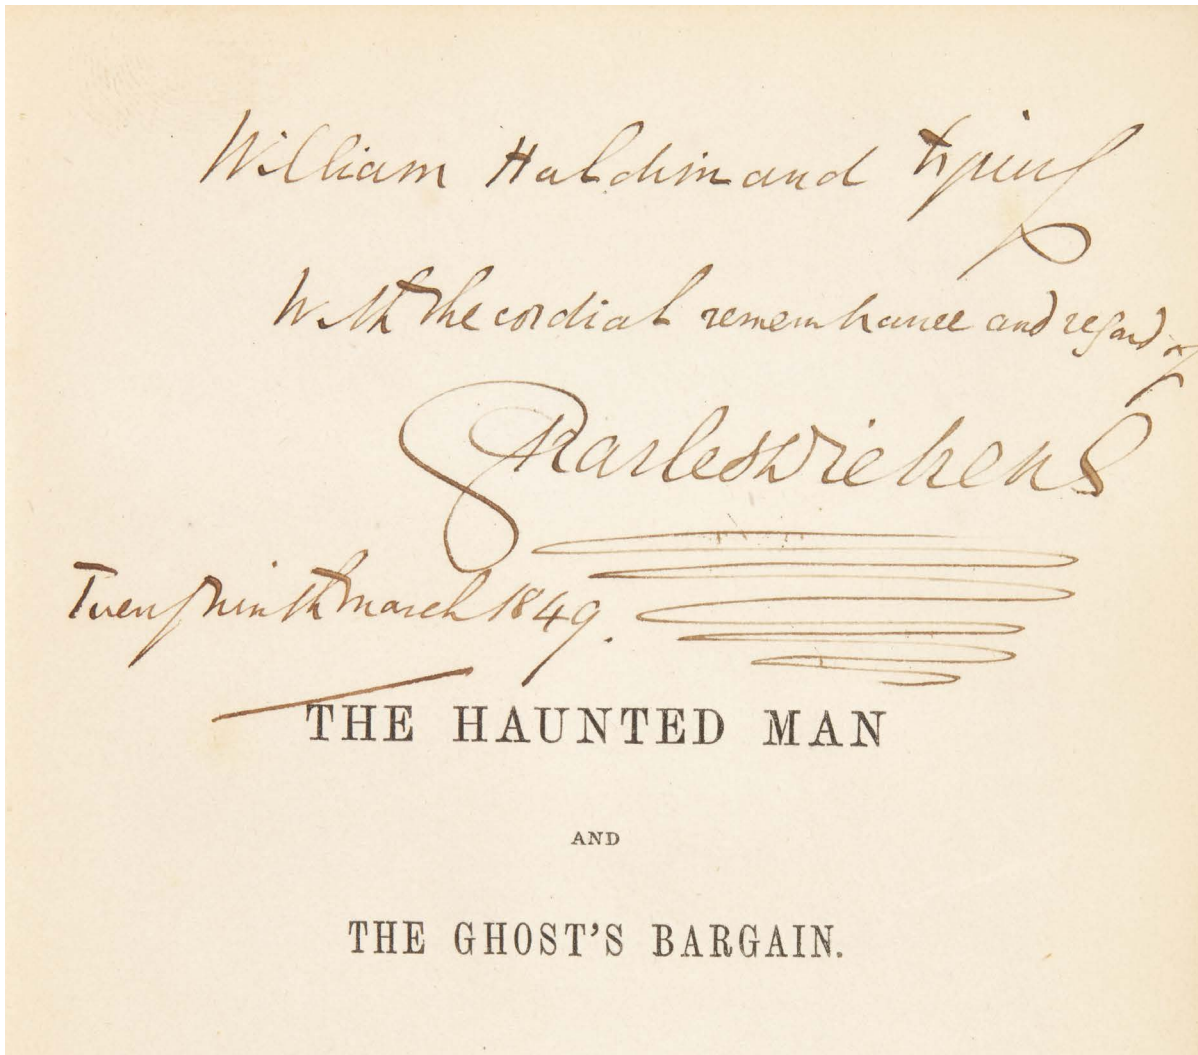 William Haldimand Esquire
With the cordial remembrance and regard of
Charles Dickens
Twenty ninth March 1849.
THE HAUNTED MAN
AND
THE GHOST'S BARGAIN.